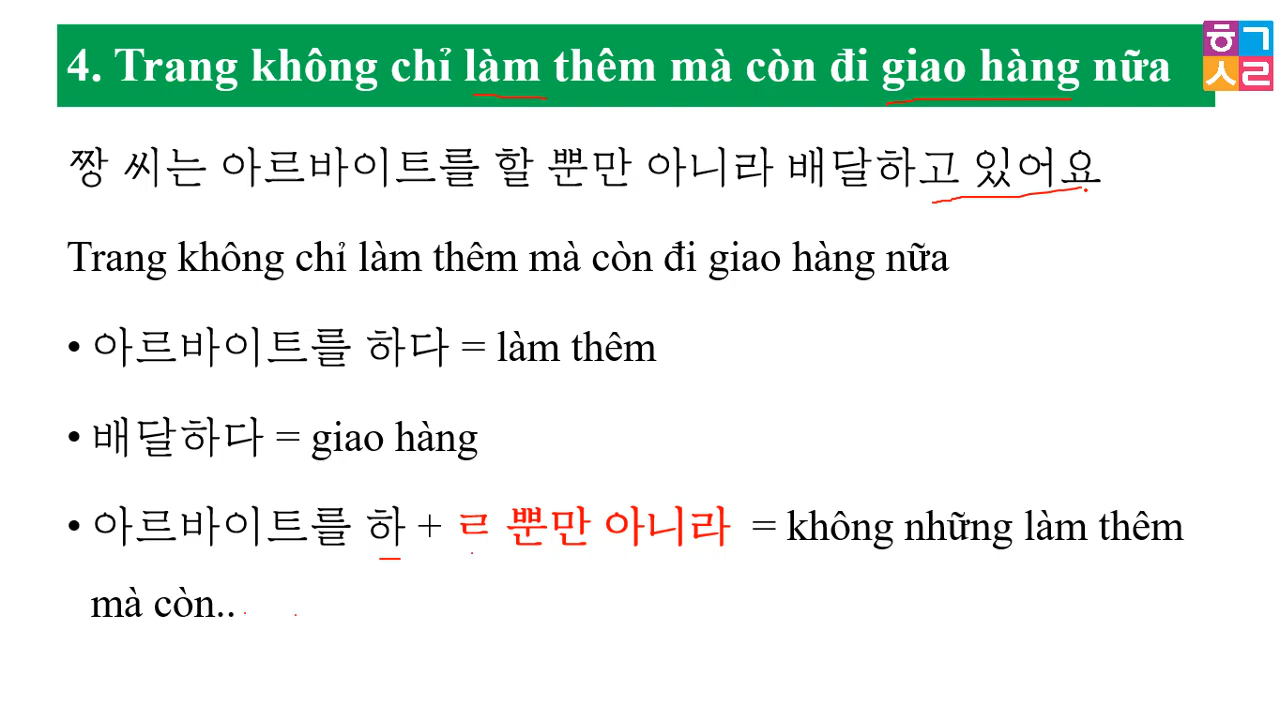 4. Trang không chỉ làm thêm mà còn đi giao hàng nữa
ㅎㄱ
ㅅㄹ
짱 씨는 아르바이트를 할 뿐만 아니라 배달하고 있어요
Trang không chỉ làm thêm mà còn đi giao hàng nữa
• 아르바이트를 하다 = làm thêm
• 배달하다 = giao hàng
• 아르바이트를 하 + ㄹ 뿐만 아니라 = không những làm thêm
mà còn..